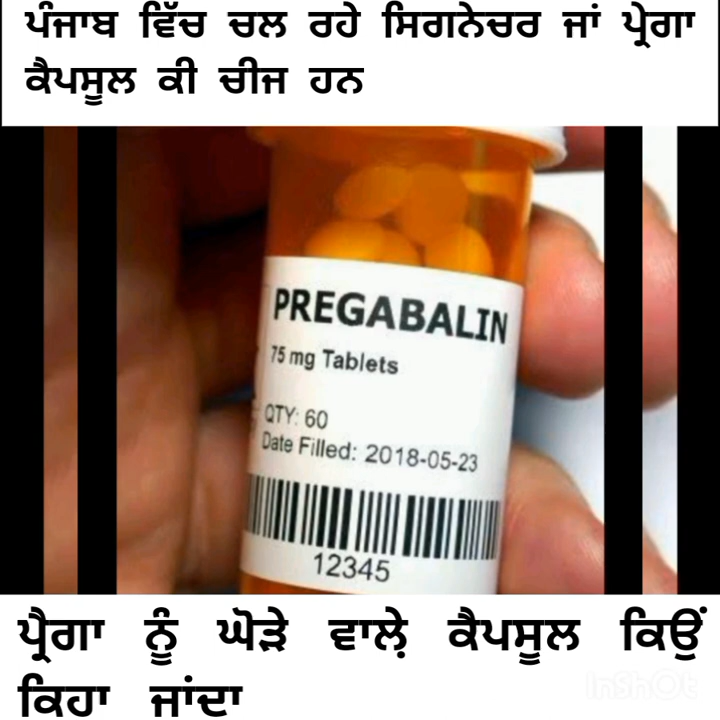 ਪੰਜਾਬ ਵਿੱਚ ਚਲ ਰਹੇ ਸਿਗਨੇਚਰ ਜਾਂ ਪ੍ਰੇਗਾ
ਕੈਪਸੂਲ ਕੀ ਚੀਜ ਹਨ
PREGABALIN
75 mg Tablets
QTY: 60
Date Filled: 2018-05-23
12345
ਪ੍ਰੈਗਾ ਨੂੰ ਘੋੜੇ ਵਾਲੇ਼ ਕੈਪਸੂਲ ਕਿਉਂ
ਕਿਹਾ ਜਾਂਦਾ
InShOt